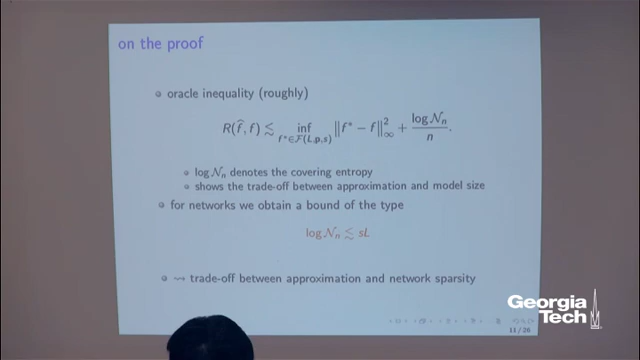 on the proof
oracle inequality (roughly)
R(f̂, f) ≲ inf_{f*∈F(L,p,s)} ‖f* − f‖²_∞ + log N_n / n.
log N_n denotes the covering entropy
shows the trade-off between approximation and model size
for networks we obtain a bound of the type
log N_n ≲ sL
⇝ trade-off between approximation and network sparsity
Georgia
Tech
11/26